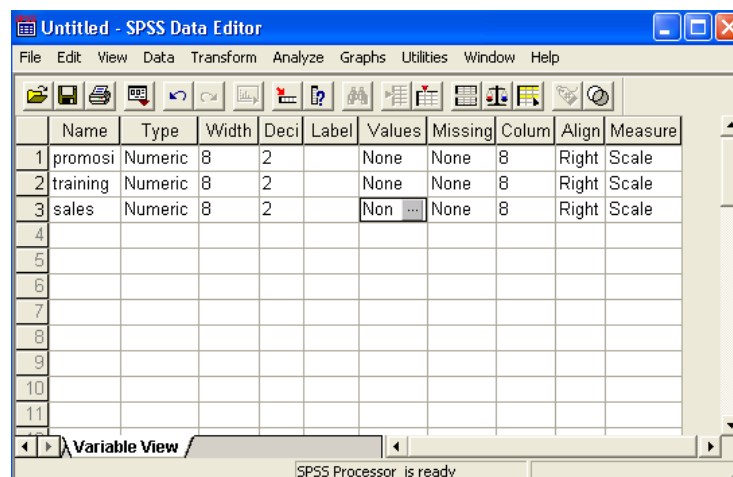 Untitled - SPSS Data Editor
File Edit View Data Transform Analyze Graphs Utilities Window Help
Name Type Width Deci Label Values Missing Colum Align Measure
1 promosi Numeric 8 2 None None 8 Right Scale
2 training Numeric 8 2 None None 8 Right Scale
3 sales Numeric 8 2 Non ... None 8 Right Scale
4
5
6
7
8
9
10
11
Variable View
SPSS Processor is ready